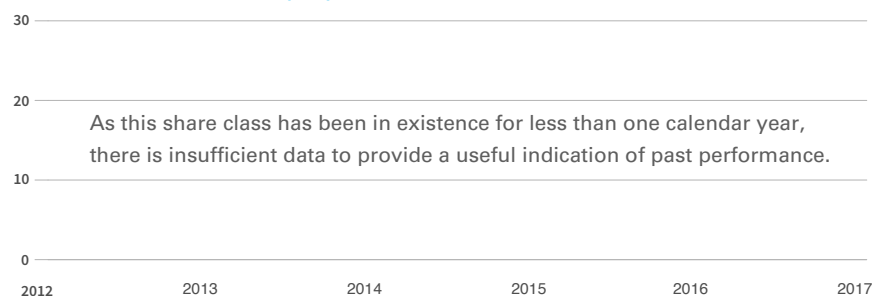 30
20
As this share class has been in existence for less than one calendar year,
there is insufficient data to provide a useful indication of past performance.
10
0
2012 2013 2014 2015 2016 2017